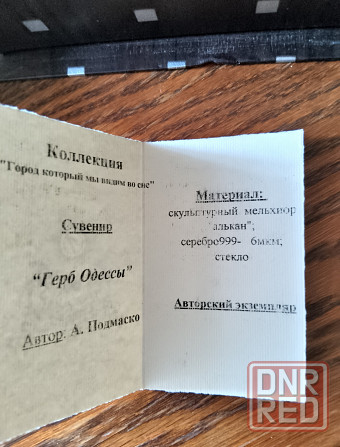 Коллекция
"Город который мы видим во сне"
Сувенир
"Герб Одессы"
Автор: А. Подмаско
Материал:
скульптурный мельхиор
алькан";
серебро999- 6мкм;
стекло
Авторский экземпляр
DNR
RED